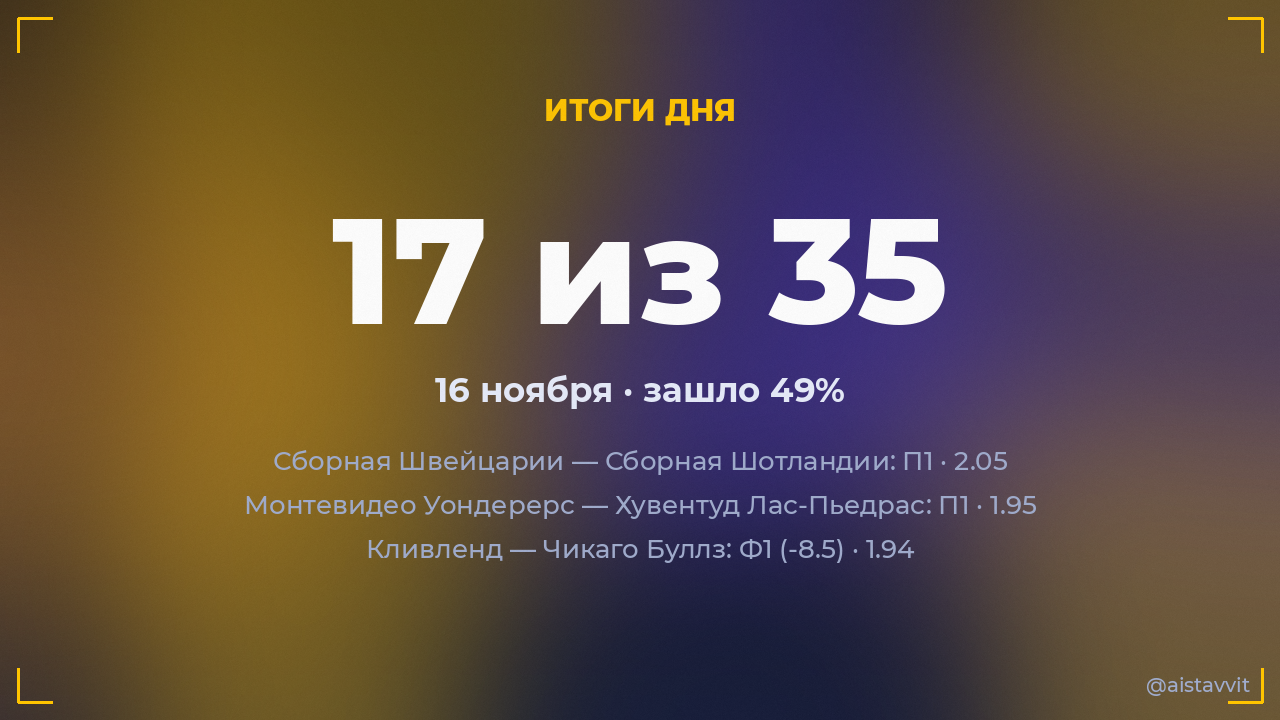 ИТОГИ ДНЯ
17 из 35
16 ноября · зашло 49%
Сборная Швейцарии — Сборная Шотландии: П1 · 2.05
Монтевидео Уондерерс — Хувентуд Лас-Пьедрас: П1 · 1.95
Кливленд — Чикаго Буллз: Ф1 (-8.5) · 1.94
@aistavvit